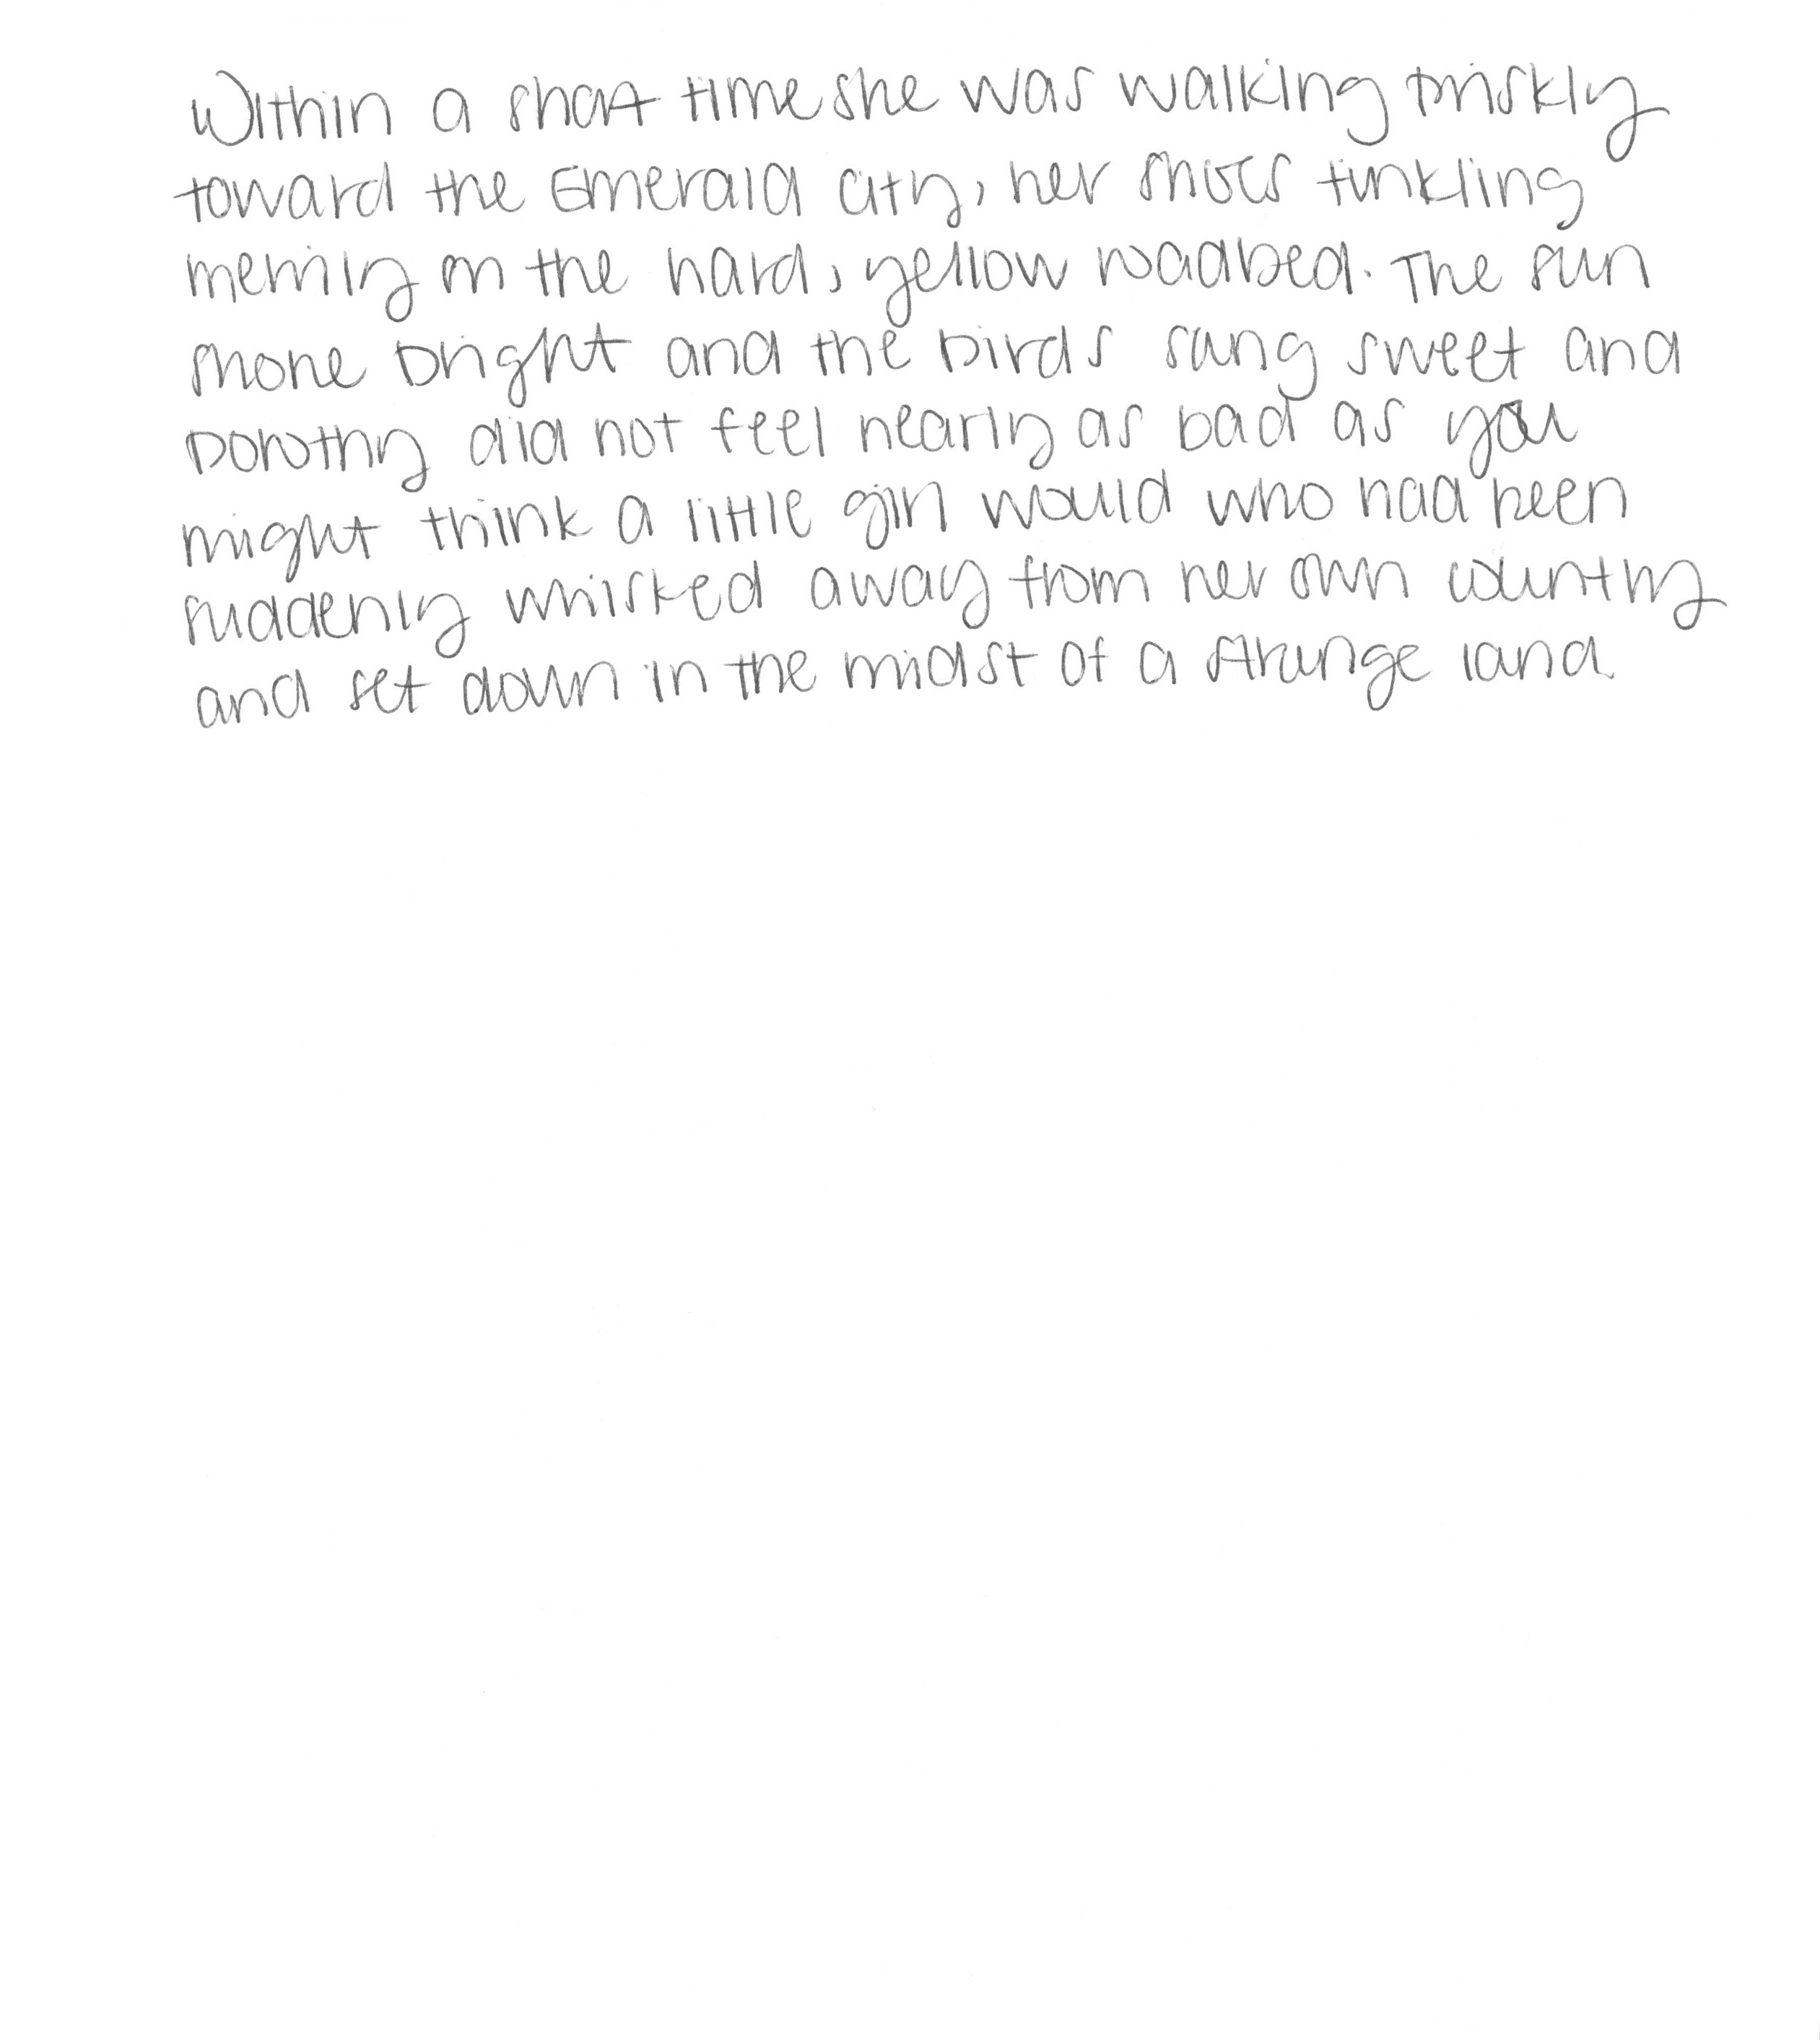 Within a short time she was walking briskly
toward the Emerald City, her shoes tinkling
merrily on the hard, yellow roadbed. The sun
shone bright and the birds sang sweet and
Dorothy did not feel nearly as bad as you
might think a little girl would who had been
suddenly whisked away from her own country
and set down in the midst of a strange land.